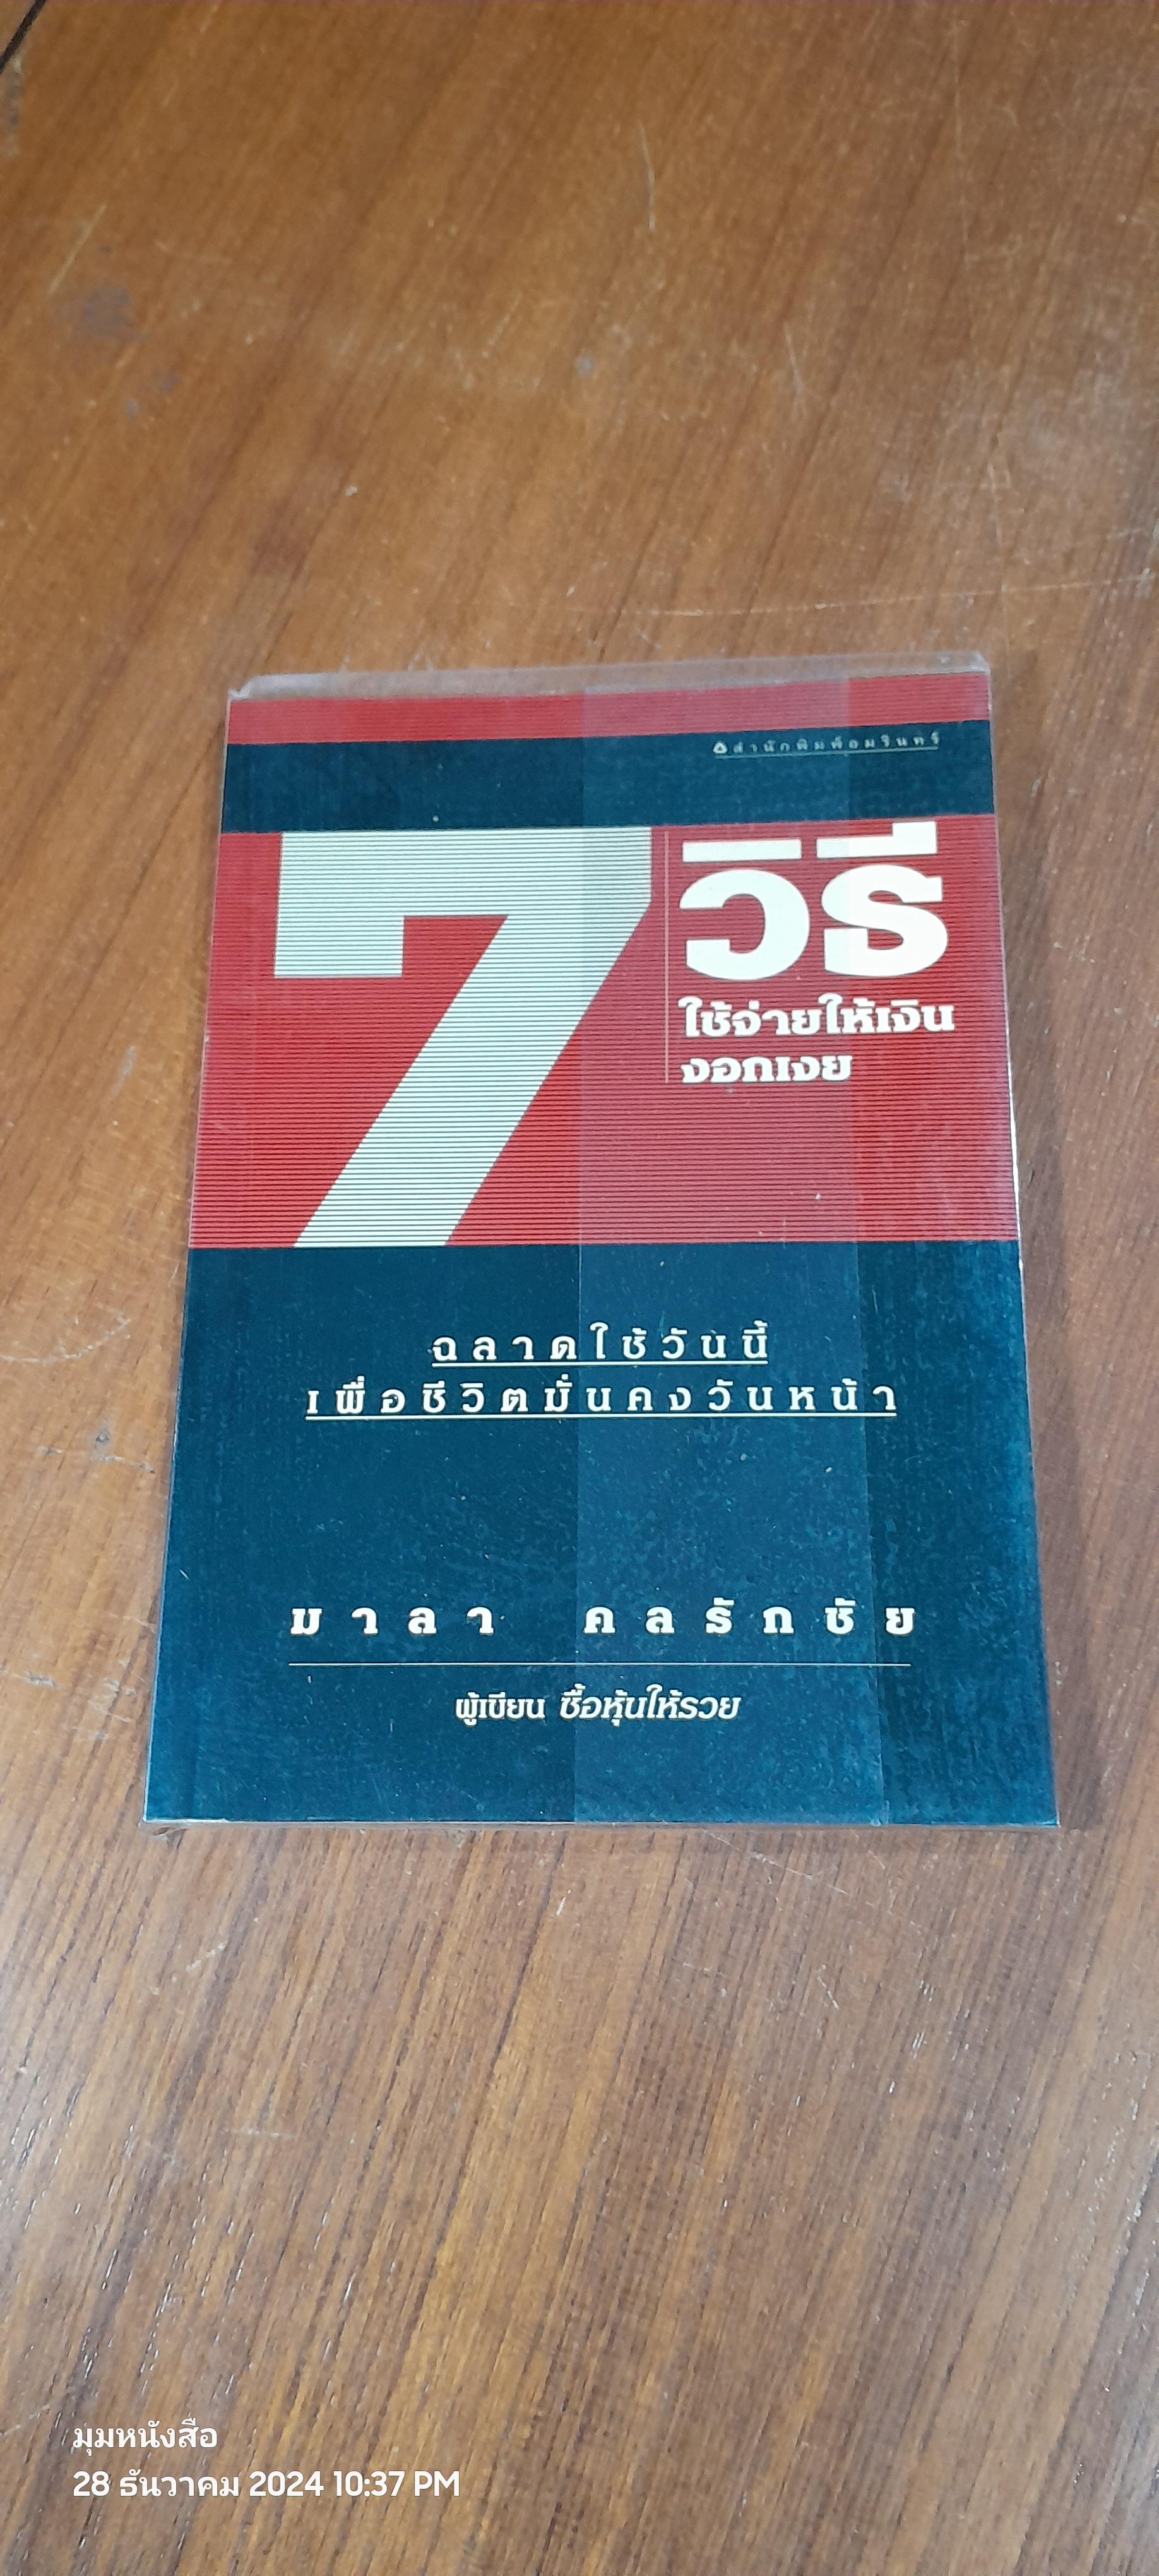 สำนักพิมพ์อมรินทร์
7
วิธี
ใช้จ่ายให้เงิน
งอกเงย
ฉลาดใช้วันนี้
เพื่อชีวิตมั่นคงวันหน้า
มาลา คลรักชัย
ผู้เขียน ซื้อหุ้นให้รวย
มุมหนังสือ
28 ธันวาคม 2024 10:37 PM